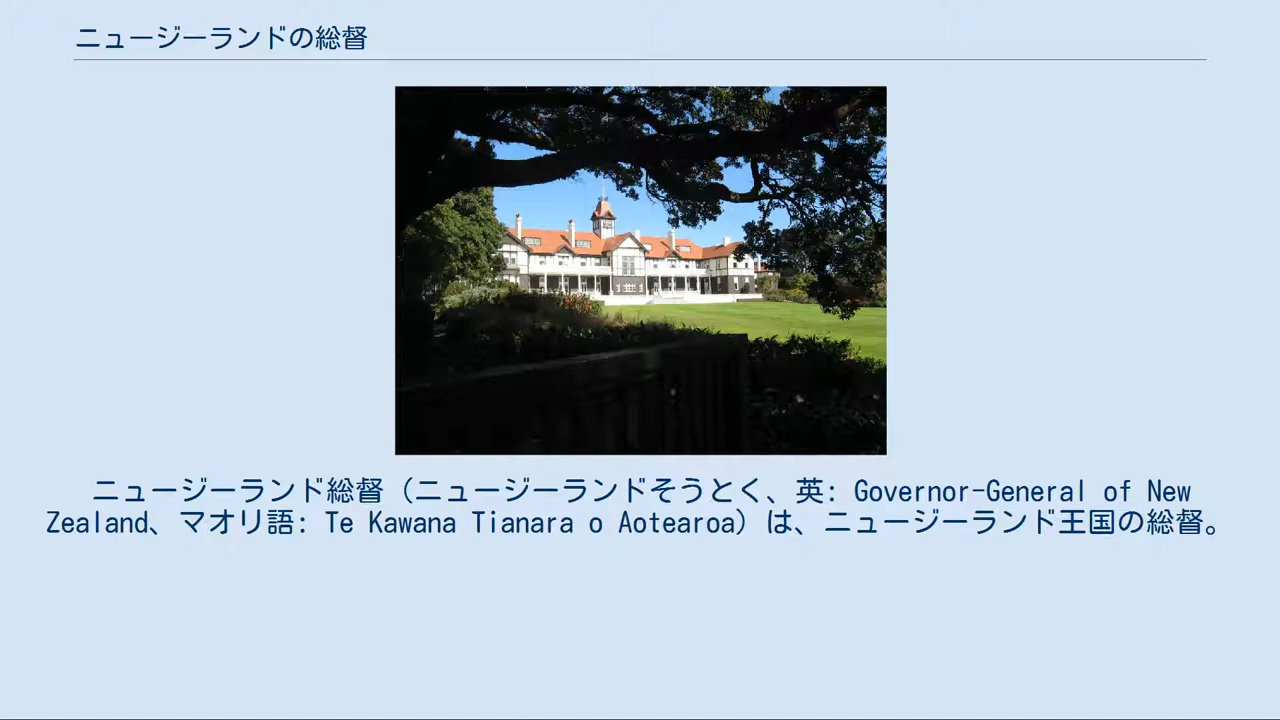 ニュージーランドの総督
ニュージーランド総督（ニュージーランドそうとく、英: Governor-General of New
Zealand、マオリ語: Te Kawana Tianara o Aotearoa）は、ニュージーランド王国の総督。